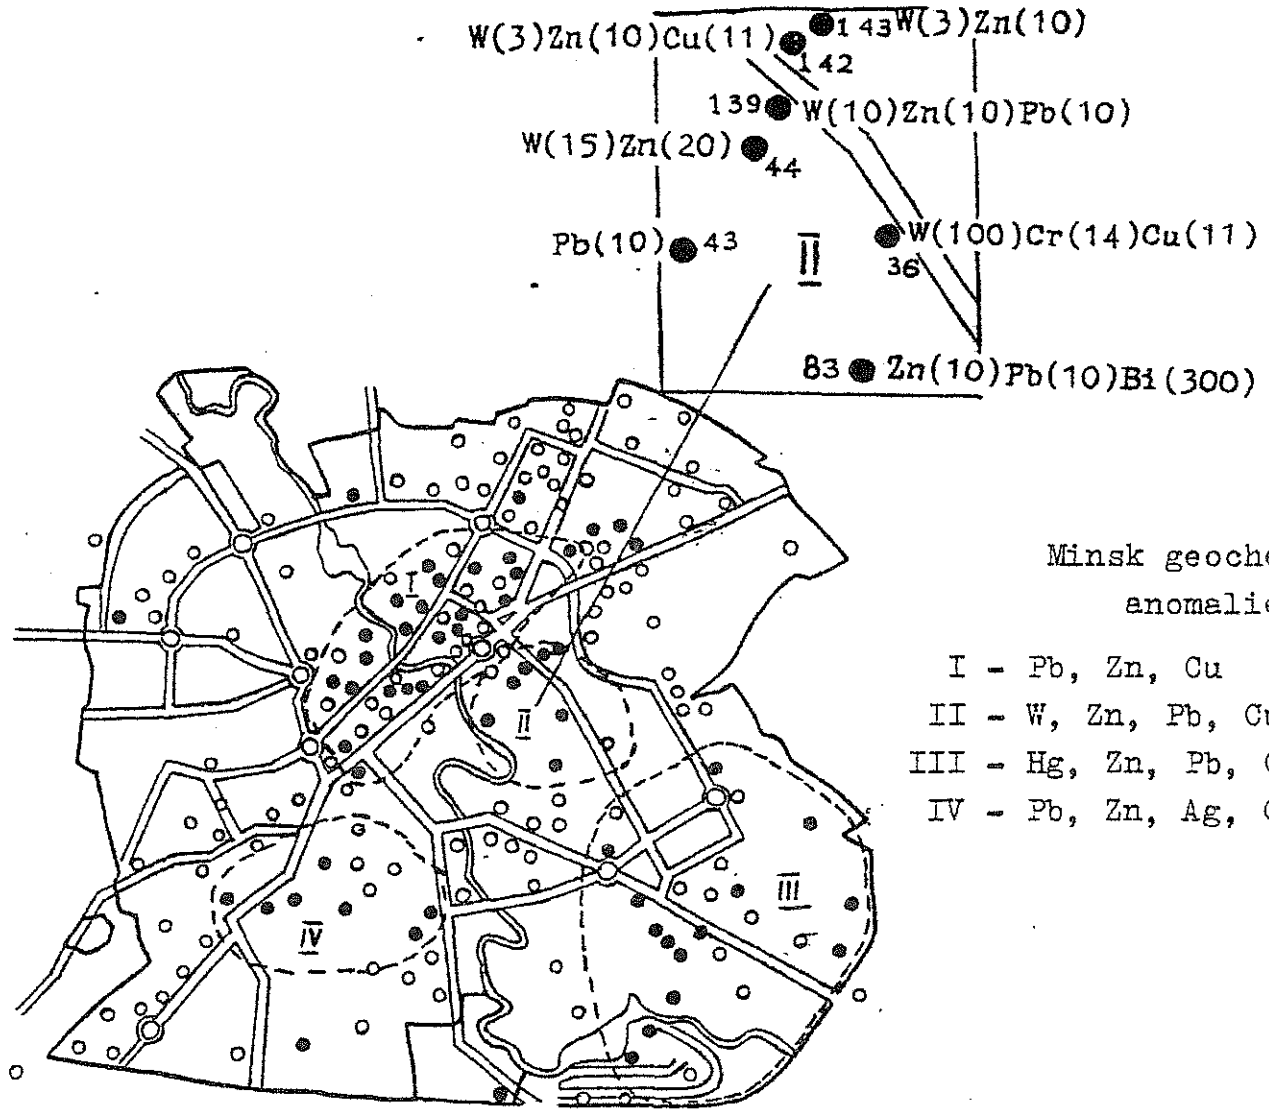 W(3)Zn(10)Cu(11) 143 W(3)Zn(10)
142
139 W(10)Zn(10)Pb(10)
W(15)Zn(20) 44
Pb(10) 43
II
W(100)Cr(14)Cu(11)
36
83 Zn(10)Pb(10)Bi(300)
Minsk geoche
anomalie
I
I – Pb, Zn, Cu
II – W, Zn, Pb,
II
III – Hg, Zn, Pb,
IV – Pb, Zn, Ag,
III
IV